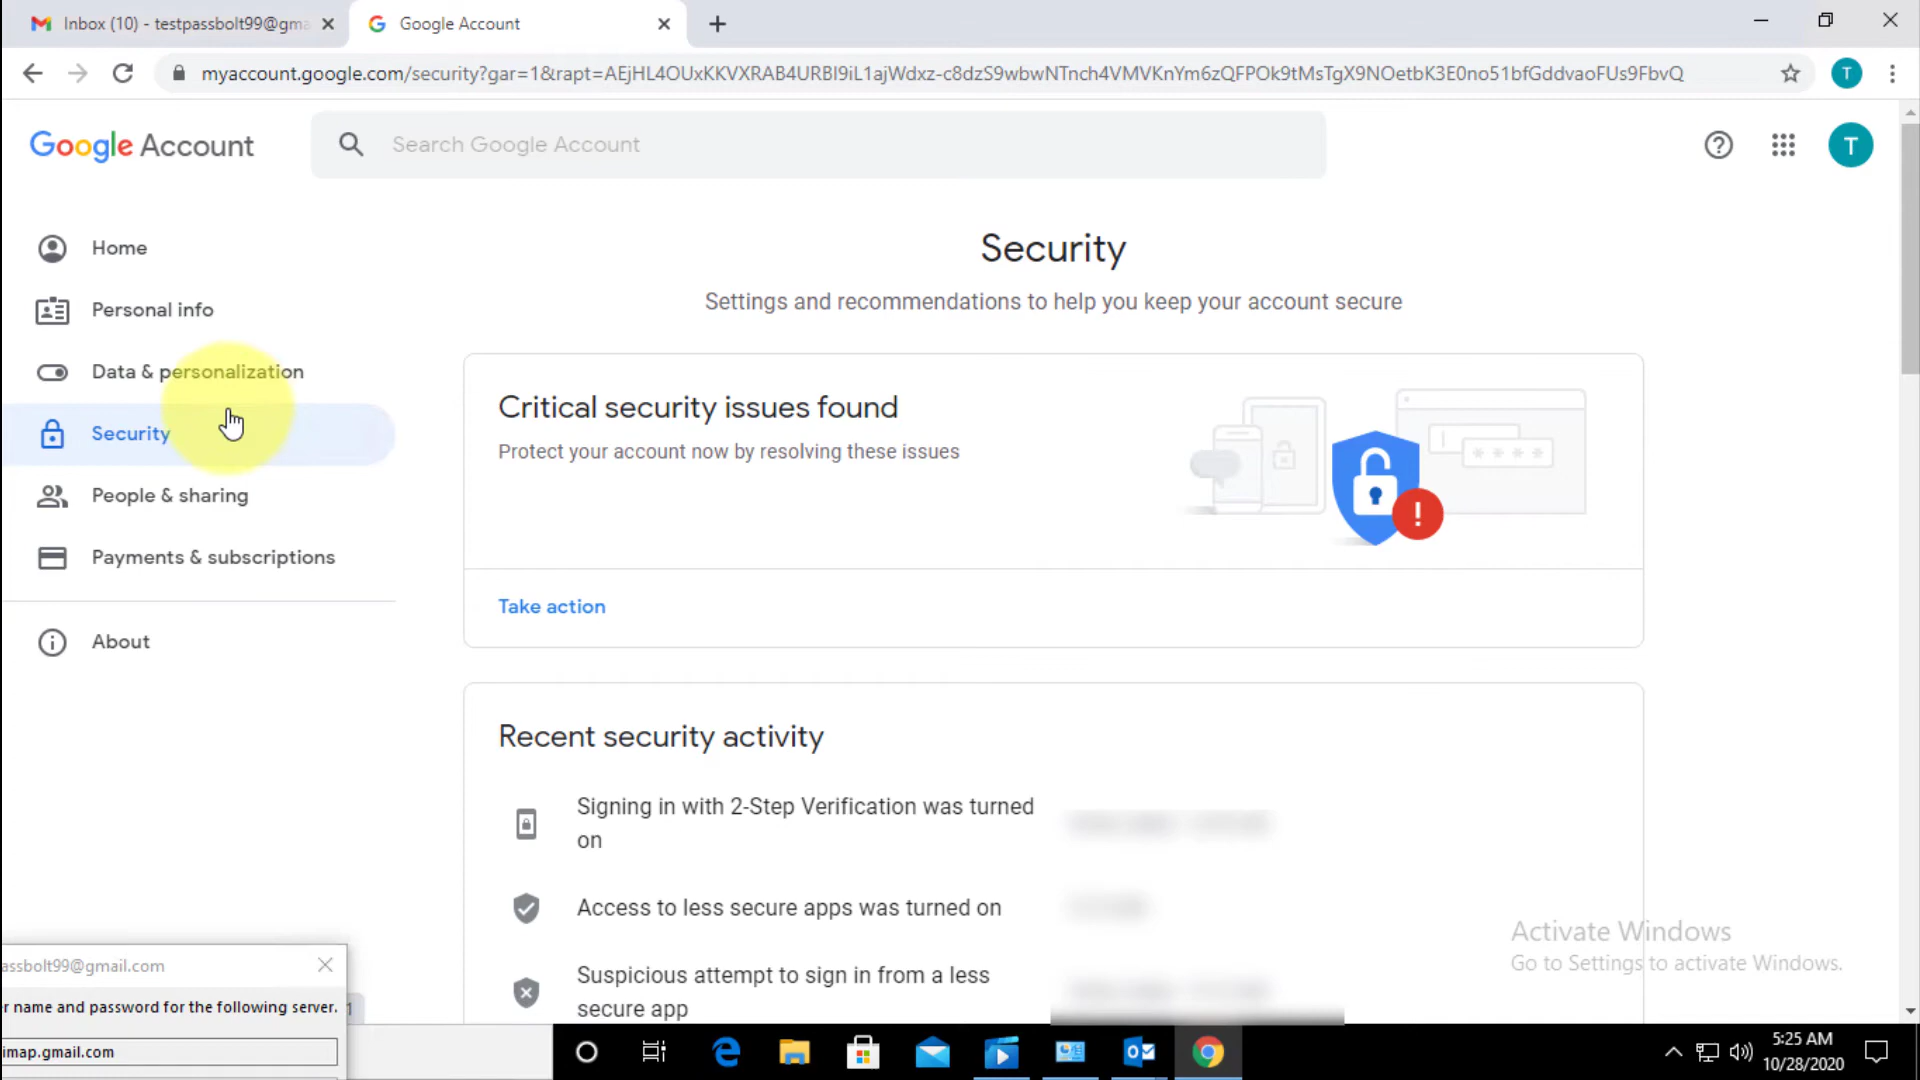 Inbox (10) - testpassbolt99@gma
Google Account
myaccount.google.com/security?gar=1&rapt=AEjHL4OUxKKVXRAB4URBI9iL1ajWdxz-c8dzS9wbwNTnch4VMVKnYm6zQFPOk9tMsTgX9NOetbK3E0no51bfGddvaoFUs9FbvQ
T
Google Account
Search Google Account
T
Home
Personal info
Data & personalization
Security
People & sharing
Payments & subscriptions
About
Security
Settings and recommendations to help you keep your account secure
Critical security issues found
Protect your account now by resolving these issues
* * * *
!
Take action
Recent security activity
Signing in with 2-Step Verification was turned
on
Access to less secure apps was turned on
Suspicious attempt to sign in from a less
secure app
Activate Windows
Go to Settings to activate Windows.
assbolt99@gmail.com
er name and password for the following server.
1
imap.gmail.com
5:25 AM
10/28/2020